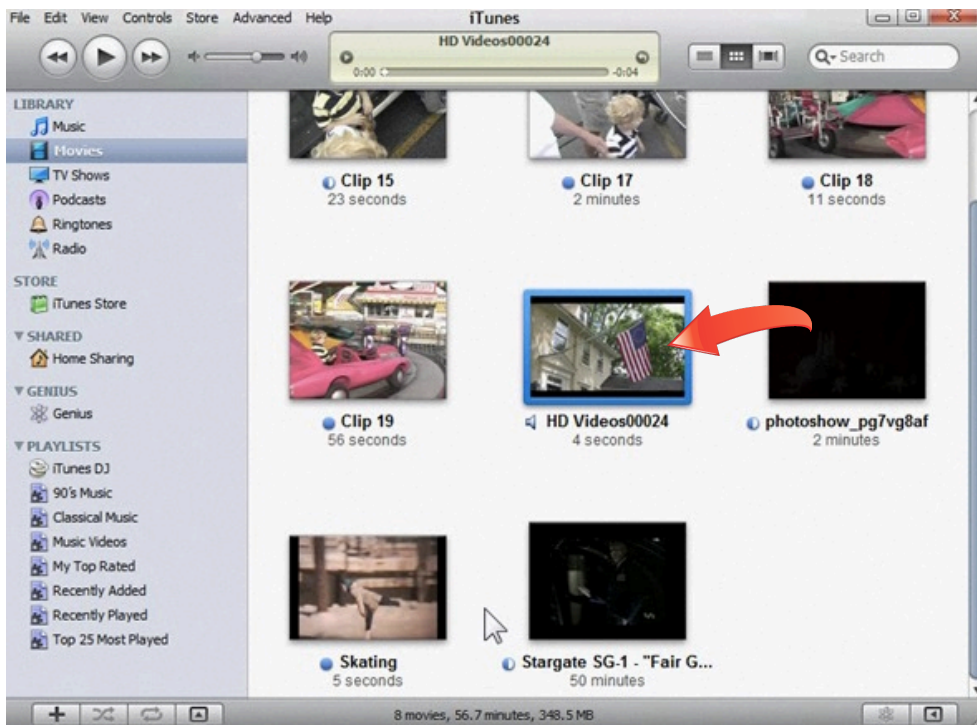 File Edit View Controls Store Advanced Help
iTunes
HD Videos00024
0:00
-0:04
Search
LIBRARY
Music
Movies
TV Shows
Podcasts
Ringtones
Radio
STORE
iTunes Store
SHARED
Home Sharing
GENIUS
Genius
PLAYLISTS
iTunes DJ
90's Music
Classical Music
Music Videos
My Top Rated
Recently Added
Recently Played
Top 25 Most Played
Clip 15
23 seconds
Clip 17
2 minutes
Clip 18
11 seconds
Clip 19
56 seconds
HD Videos00024
4 seconds
photoshow_pg7vg8af
2 minutes
Skating
5 seconds
Stargate SG-1 - "Fair G...
50 minutes
8 movies, 56.7 minutes, 348.5 MB